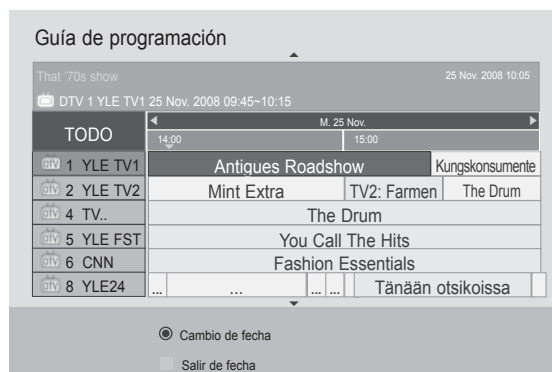 Guía de programación
That '70s show 25 Nov. 2008 10:05
DTV 1 YLE TV1 25 Nov. 2008 09:45~10:15
TODO
M. 25 Nov.
14:00 15:00
DTV 1 YLE TV1 Antigues Roadshow Kungskonsumente
DTV 2 YLE TV2 Mint Extra TV2: Farmen The Drum
DTV 4 TV.. The Drum
DTV 5 YLE FST You Call The Hits
DTV 6 CNN Fashion Essentials
DTV 8 YLE24 ... ... ... ... Tänään otsikoissa
Cambio de fecha
Salir de fecha